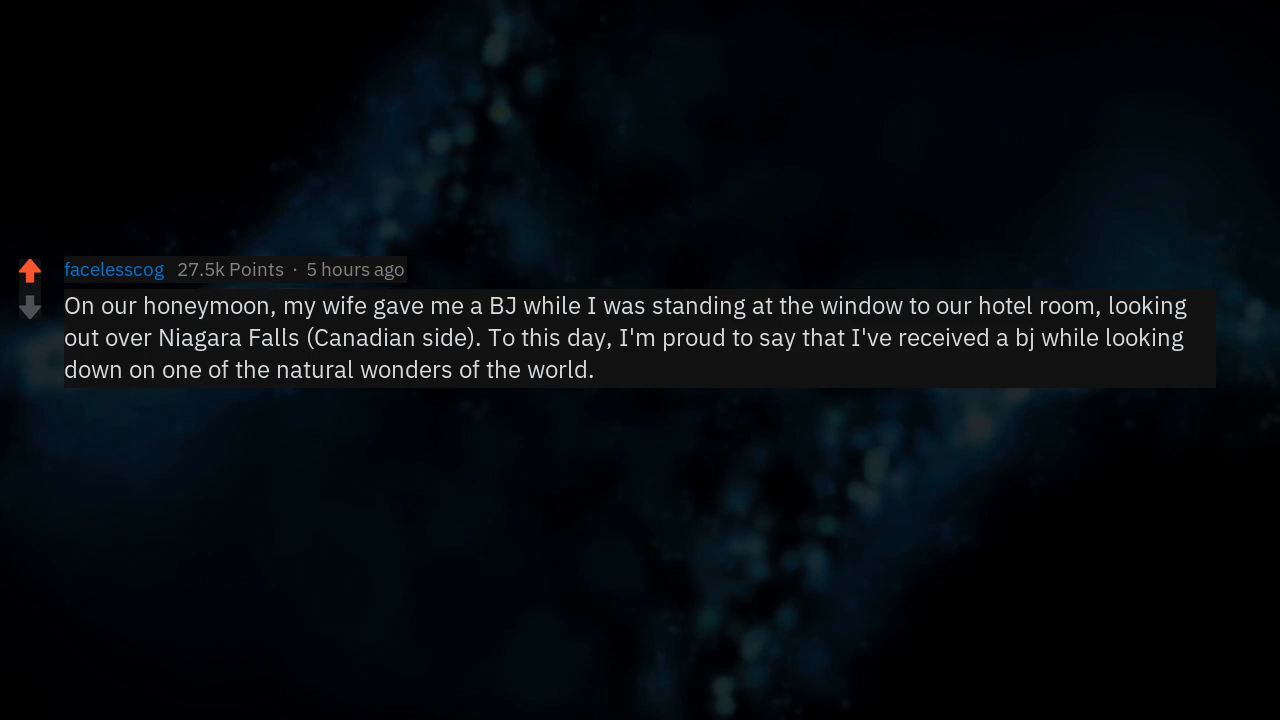 facelesscog 27.5k Points · 5 hours ago
On our honeymoon, my wife gave me a BJ while I was standing at the window to our hotel room, looking
out over Niagara Falls (Canadian side). To this day, I'm proud to say that I've received a bj while looking
down on one of the natural wonders of the world.